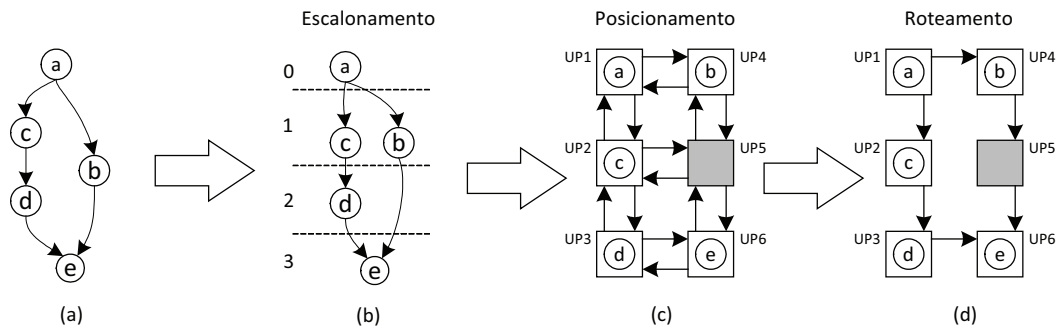 Escalonamento
Posicionamento
Roteamento
a
c
b
d
e
(a)
0
1
2
3
a
c
b
d
e
(b)
UP1
a
b
UP4
UP2
c
UP5
UP3
d
e
UP6
(c)
UP1
a
b
UP4
UP2
c
UP5
UP3
d
e
UP6
(d)